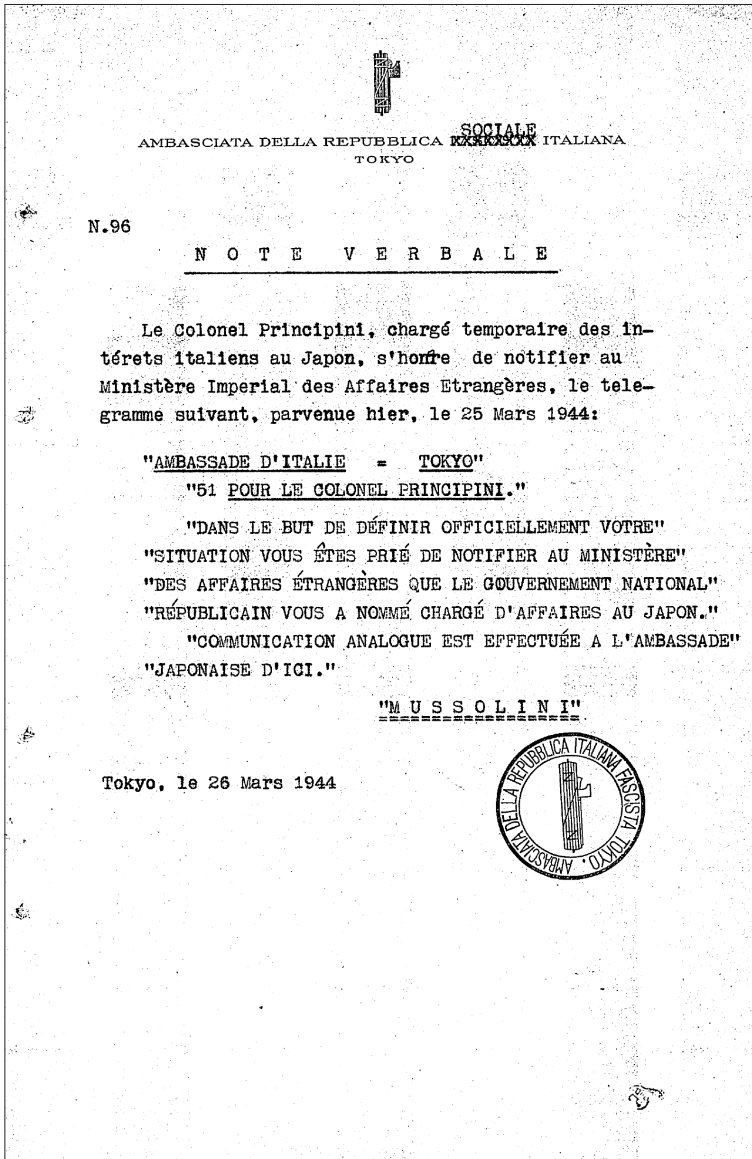 AMBASCIATA DELLA REPUBBLICA SOCIALE ITALIANA
TOKYO
N.96
NOTE VERBALE
Le Colonel Principini, chargé temporaire des in-
térets italiens au Japon, s'honre de notifier au
Ministère Imperial des Affaires Etrangères, le tele-
gramme suivant, parvenue hier, le 25 Mars 1944:
"AMBASSADE D'ITALIE = TOKYO"
"51 POUR LE COLONEL PRINCIPINI."
"DANS LE BUT DE DÉFINIR OFFICIELLEMENT VOTRE"
"SITUATION VOUS ÊTES PRIÉ DE NOTIFIER AU MINISTÈRE"
"DES AFFAIRES ÉTRANGÈRES QUE LE GOUVERNEMENT NATIONAL"
"RÉPUBLICAIN VOUS A NOMMÉ CHARGÉ D'AFFAIRES AU JAPON."
"COMMUNICATION ANALOGUE EST EFFECTUÉE A L'AMBASSADE"
"JAPONAISE D'ICI."
"MUSSOLINI"
Tokyo, le 26 Mars 1944
AMBASCIATA DELLA REPUBBLICA ITALIANA FASCISTA TOKYO.